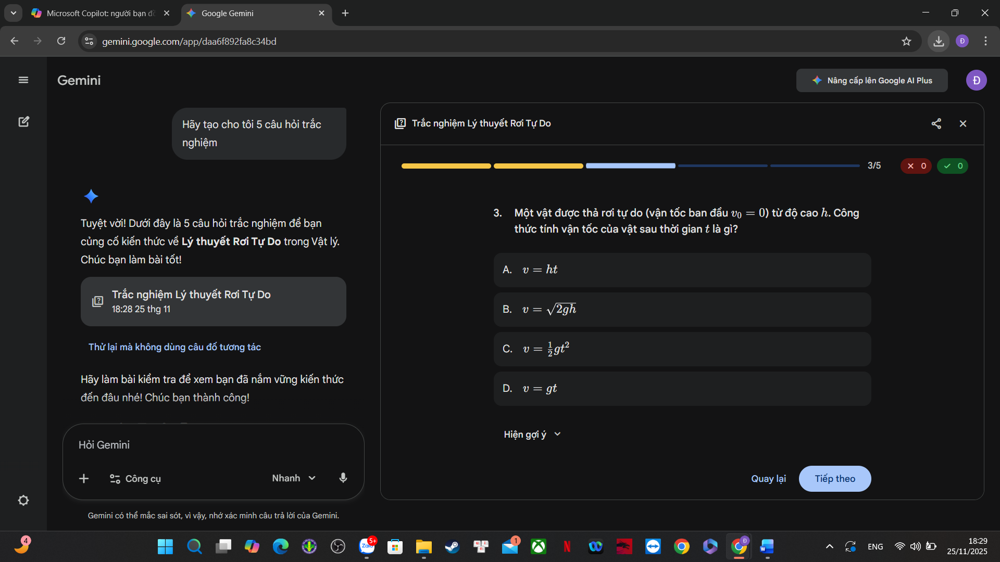 Microsoft Copilot: người bạn đồ
Google Gemini
gemini.google.com/app/daa6f892fa8c34bd
Đ
Gemini
Nâng cấp lên Google AI Plus
Đ
Hãy tạo cho tôi 5 câu hỏi trắc
nghiệm
Tuyệt vời! Dưới đây là 5 câu hỏi trắc nghiệm để bạn
củng cố kiến thức về Lý thuyết Rơi Tự Do trong Vật lý.
Chúc bạn làm bài tốt!
Trắc nghiệm Lý thuyết Rơi Tự Do
18:28 25 thg 11
Thử lại mà không dùng câu đố tương tác
Hãy làm bài kiểm tra để xem bạn đã nắm vững kiến thức
đến đâu nhé! Chúc bạn thành công!
Hỏi Gemini
Công cụ
Nhanh
Gemini có thể mắc sai sót, vì vậy, nhớ xác minh câu trả lời của Gemini.
Trắc nghiệm Lý thuyết Rơi Tự Do
3/5
0
0
3. Một vật được thả rơi tự do (vận tốc ban đầu v₀ = 0) từ độ cao h. Công
thức tính vận tốc của vật sau thời gian t là gì?
A. v = ht
B. v = √2gh
C. v = ½gt²
D. v = gt
Hiện gợi ý
Quay lại
Tiếp theo
4
Zalo
5+
1
N
Đ
W
ENG
18:29
25/11/2025